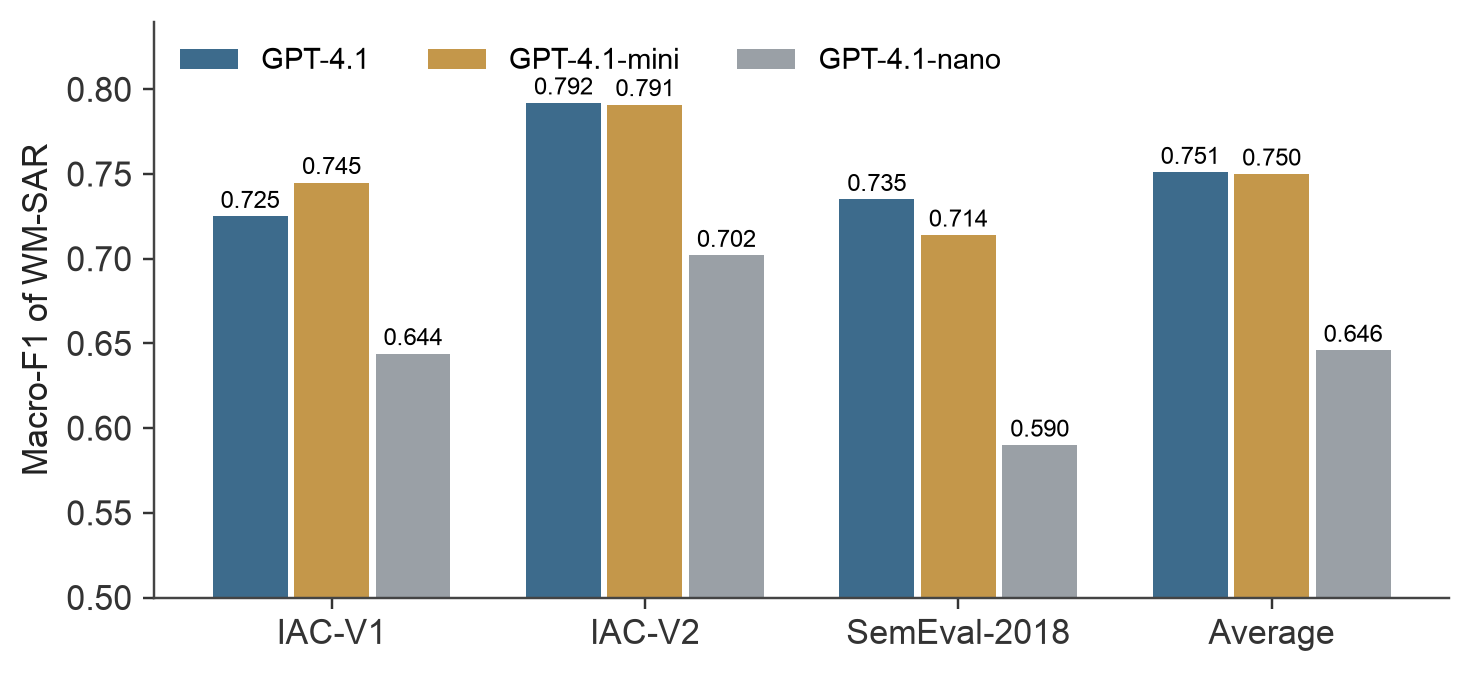 GPT-4.1 GPT-4.1-mini GPT-4.1-nano
Macro-F1 of WM-SAR
0.80
0.75
0.70
0.65
0.60
0.55
0.50
0.725 0.745 0.644
0.792 0.791 0.702
0.735 0.714 0.590
0.751 0.750 0.646
IAC-V1 IAC-V2 SemEval-2018 Average